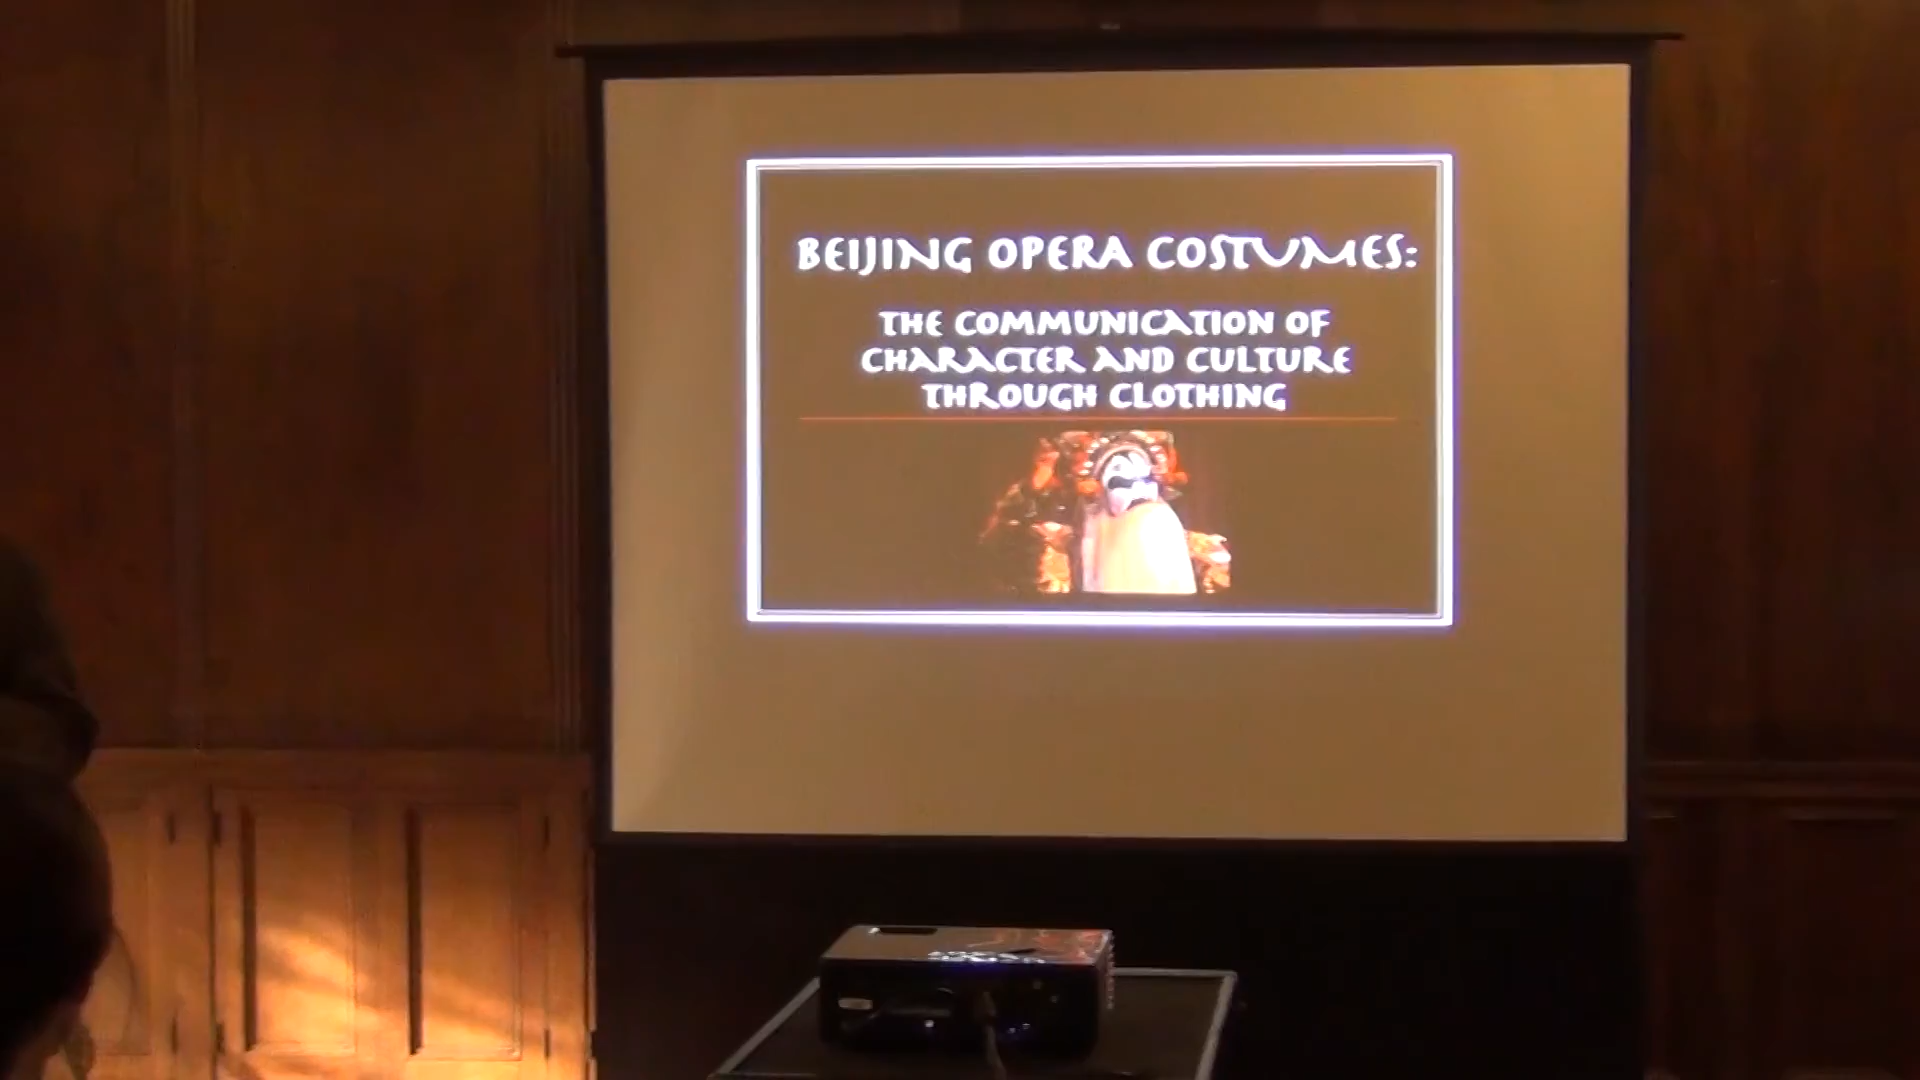 BEIJING OPERA COSTUMES:
THE COMMUNICATION OF
CHARACTER AND CULTURE
THROUGH CLOTHING